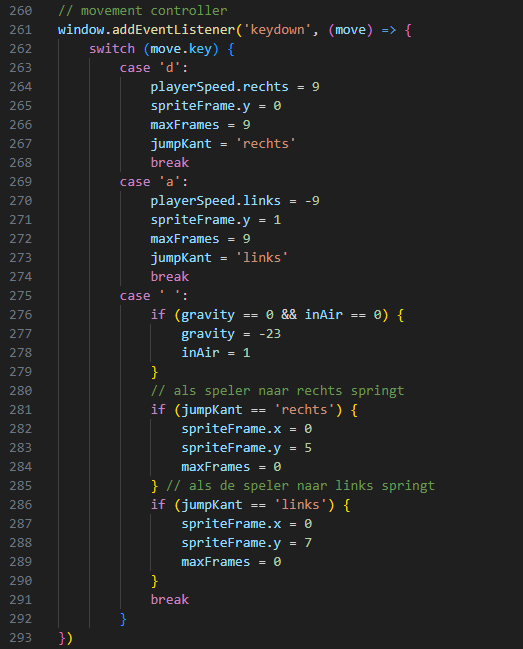 260 // movement controller
261 window.addEventListener('keydown', (move) => {
262     switch (move.key) {
263         case 'd':
264             playerSpeed.rechts = 9
265             spriteFrame.y = 0
266             maxFrames = 9
267             jumpKant = 'rechts'
268             break
269         case 'a':
270             playerSpeed.links = -9
271             spriteFrame.y = 1
272             maxFrames = 9
273             jumpKant = 'links'
274             break
275         case ' ':
276             if (gravity == 0 && inAir == 0) {
277                 gravity = -23
278                 inAir = 1
279             }
280             // als speler naar rechts springt
281             if (jumpKant == 'rechts') {
282                 spriteFrame.x = 0
283                 spriteFrame.y = 5
284                 maxFrames = 0
285             } // als de speler naar links springt
286             if (jumpKant == 'links') {
287                 spriteFrame.x = 0
288                 spriteFrame.y = 7
289                 maxFrames = 0
290             }
291             break
292         }
293 })